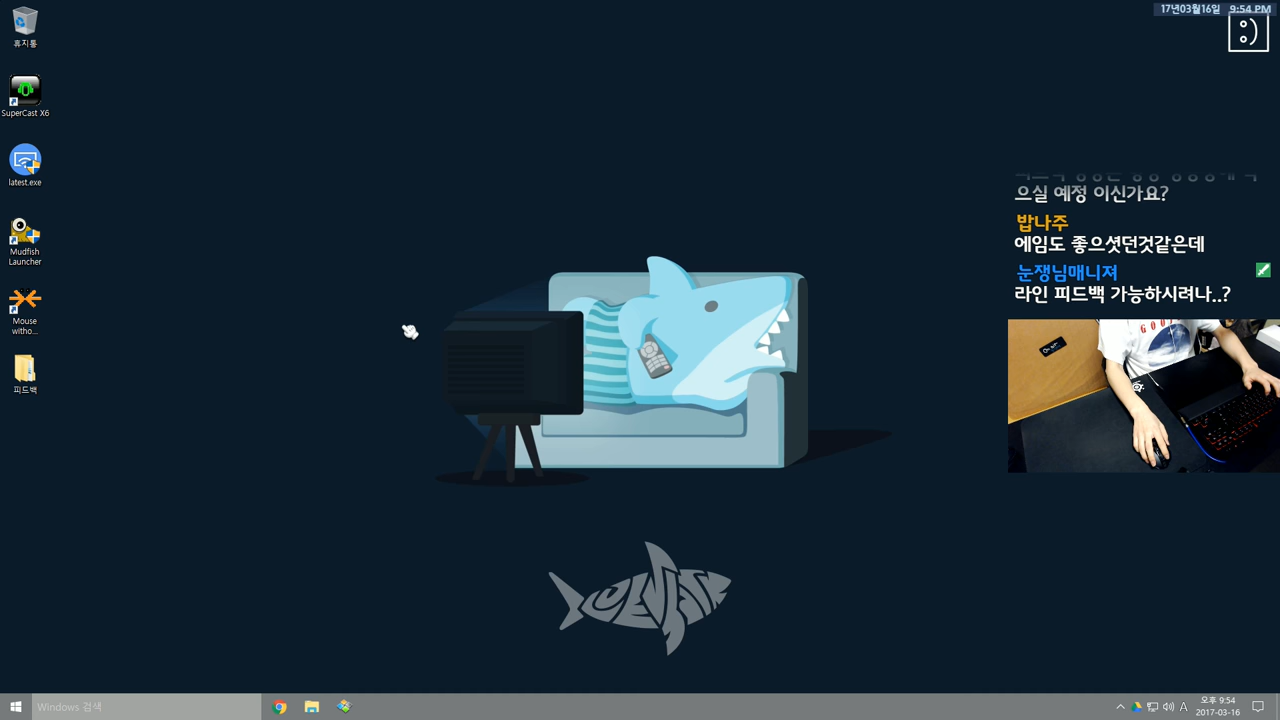 17년03월16일 9:54 PM
:)
휴지통
SuperCast X6
latest.exe
Mudfish
Launcher
Mouse
witho...
피드백
으실 예정 이신가요?
밥나주
에임도 좋으셧던것같은데
눈쟁님매니져
라인 피드백 가능하시려나..?
Windows 검색
A
오후 9:54
2017-03-16